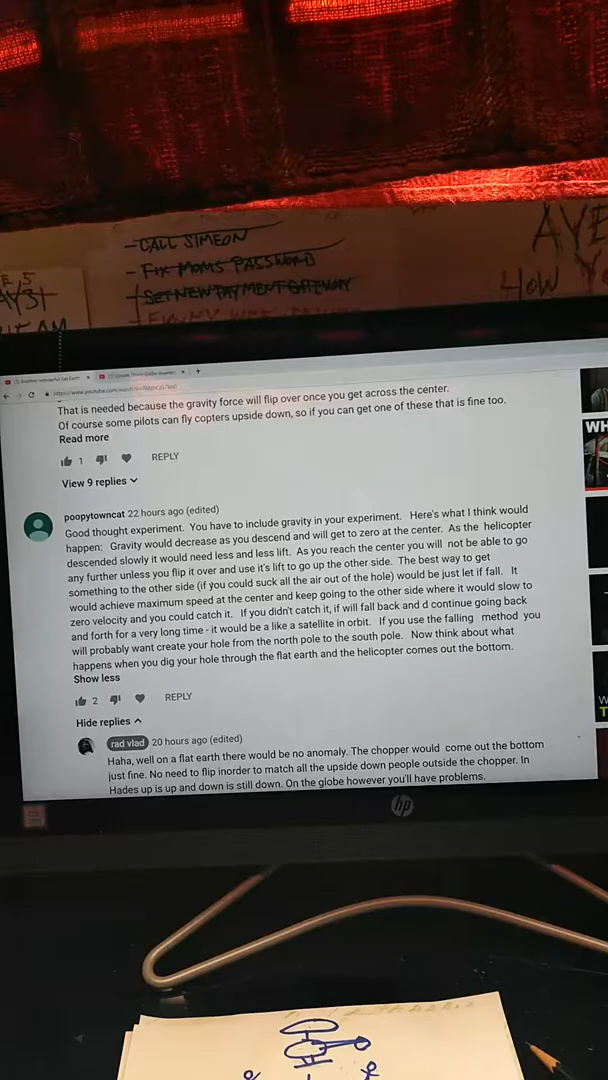 -CALL SIMEON
-FIX MOMS PASSWORD
-SET NEW PAYMENT GATEWAY
AYE
HOW Y
E, 5
AM
That is needed because the gravity force will flip over once you get across the center.
Of course some pilots can fly copters upside down, so if you can get one of these that is fine too.
Read more
1
REPLY
View 9 replies
poopytowncat 22 hours ago (edited)
Good thought experiment. You have to include gravity in your experiment. Here's what I think would
happen; Gravity would decrease as you descend and will get to zero at the center. As the helicopter
descended slowly it would need less and less lift. As you reach the center you will not be able to go
any further unless you flip it over and use it's lift to go up the other side. The best way to get
something to the other side (if you could suck all the air out of the hole) would be just let if fall. It
would achieve maximum speed at the center and keep going to the other side where it would slow to
zero velocity and you could catch it. If you didn't catch it, if will fall back and d continue going back
and forth for a very long time - it would be a like a satellite in orbit. If you use the falling method you
will probably want create your hole from the north pole to the south pole. Now think about what
happens when you dig your hole through the flat earth and the helicopter comes out the bottom.
Show less
2
REPLY
Hide replies
rad vlad 20 hours ago (edited)
Haha, well on a flat earth there would be no anomaly. The chopper would come out the bottom
just fine. No need to flip inorder to match all the upside down people outside the chopper. In
Hades up is up and down is still down. On the globe however you'll have problems.
WH
W
T
hp